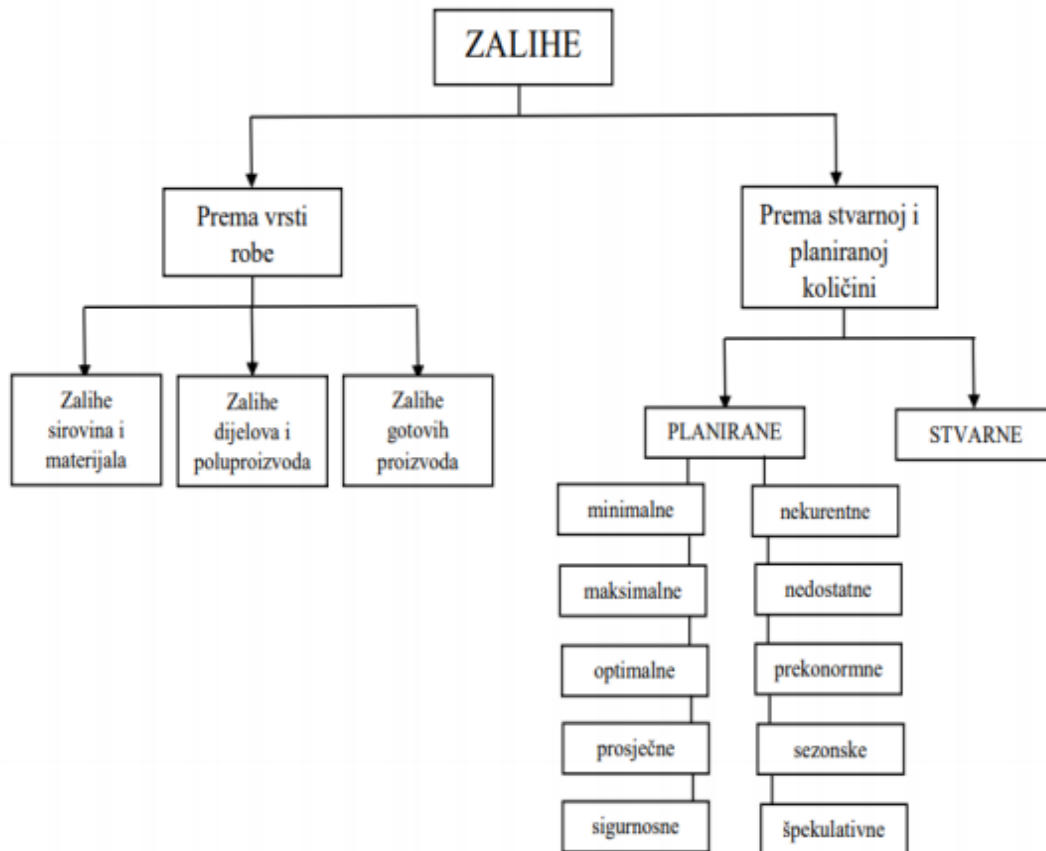 ZALIHE
Prema vrsti
robe
Prema stvarnoj i
planiranoj
količini
Zalihe
sirovina i
materijala
Zalihe
dijelova i
poluproizvoda
Zalihe
gotovih
proizvoda
PLANIRANE
STVARNE
minimalne
nekurentne
maksimalne
nedostatne
optimalne
prekonormne
prosječne
sezonske
sigurnosne
špekulativne